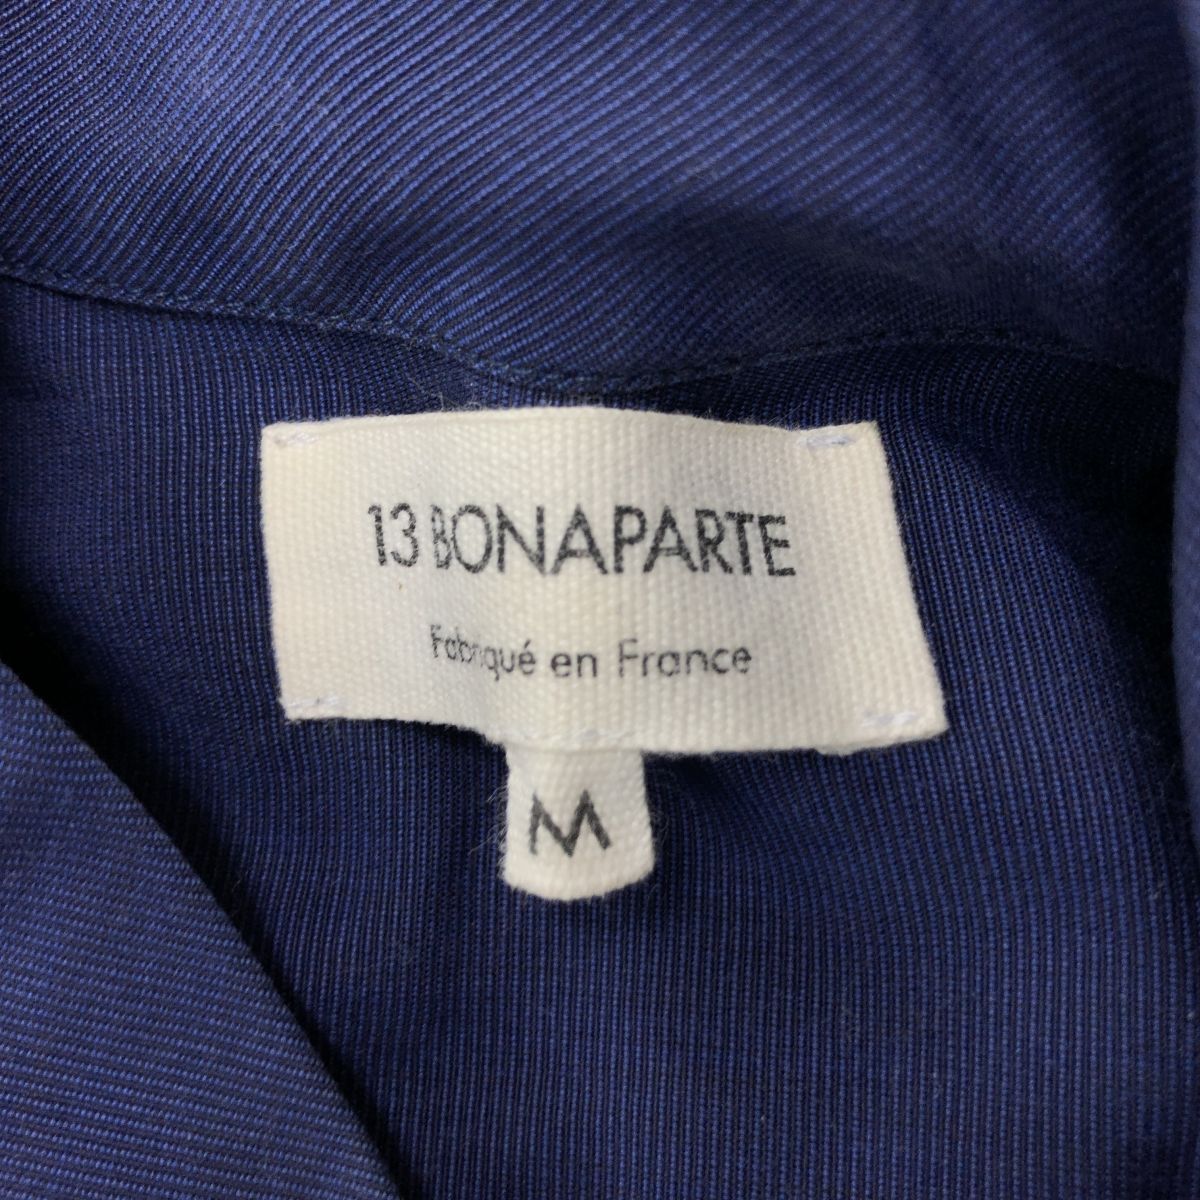 13 BONAPARTE
Fabriqué en France
M